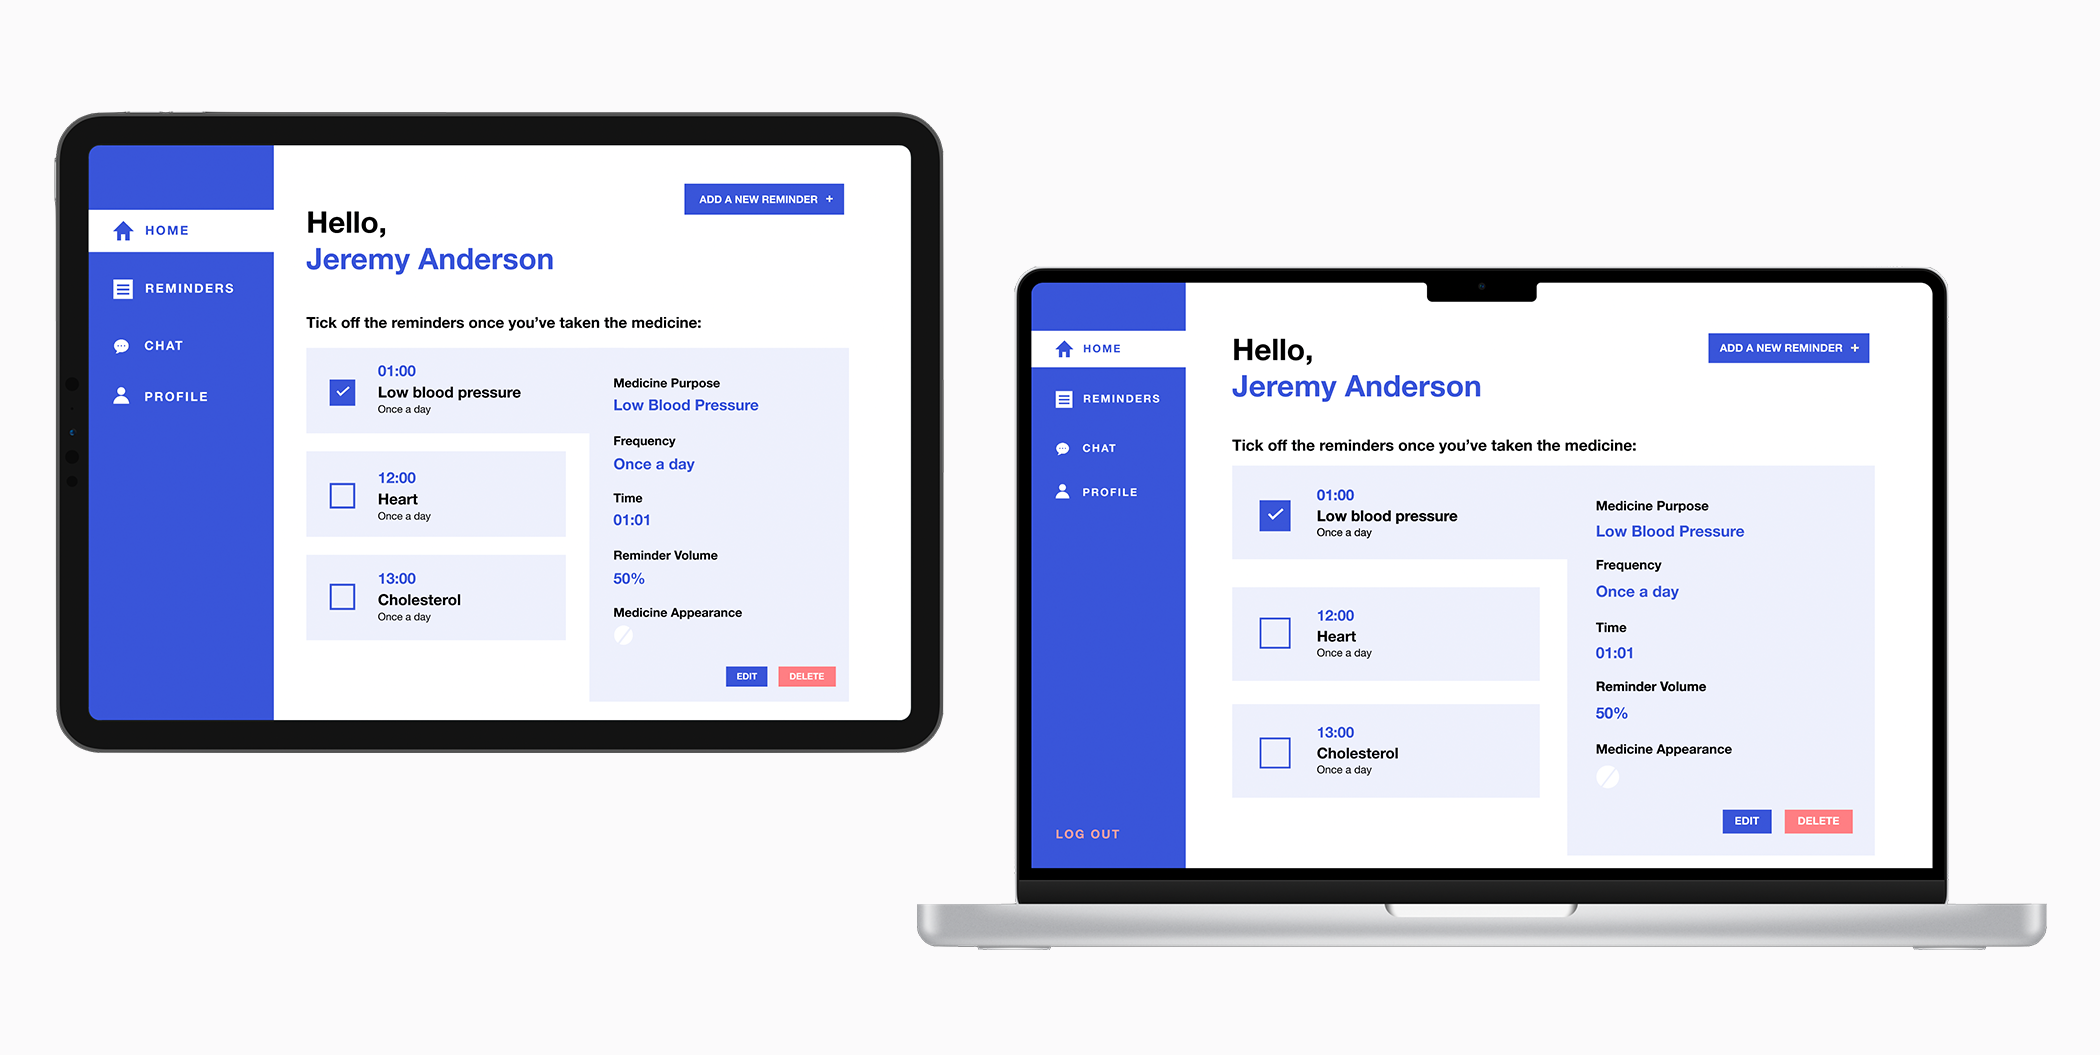 HOME
REMINDERS
CHAT
PROFILE
ADD A NEW REMINDER +
Hello,
Jeremy Anderson
Tick off the reminders once you’ve taken the medicine:
01:00
Low blood pressure
Once a day
12:00
Heart
Once a day
13:00
Cholesterol
Once a day
Medicine Purpose
Low Blood Pressure
Frequency
Once a day
Time
01:01
Reminder Volume
50%
Medicine Appearance
EDIT
DELETE
HOME
REMINDERS
CHAT
PROFILE
LOG OUT
ADD A NEW REMINDER +
Hello,
Jeremy Anderson
Tick off the reminders once you’ve taken the medicine:
01:00
Low blood pressure
Once a day
12:00
Heart
Once a day
13:00
Cholesterol
Once a day
Medicine Purpose
Low Blood Pressure
Frequency
Once a day
Time
01:01
Reminder Volume
50%
Medicine Appearance
EDIT
DELETE